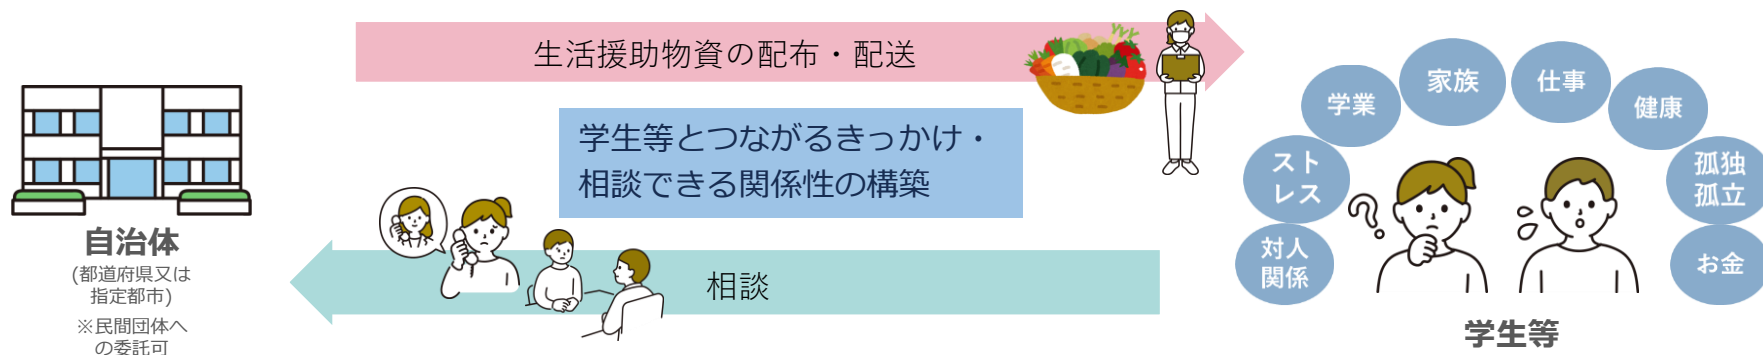 生活援助物資の配布・配送
学生等とつながるきっかけ・
相談できる関係性の構築
相談
自治体
(都道府県又は
指定都市)
※民間団体へ
の委託可
対人
関係
スト
レス
学業
家族
仕事
健康
孤独
孤立
お金
学生等